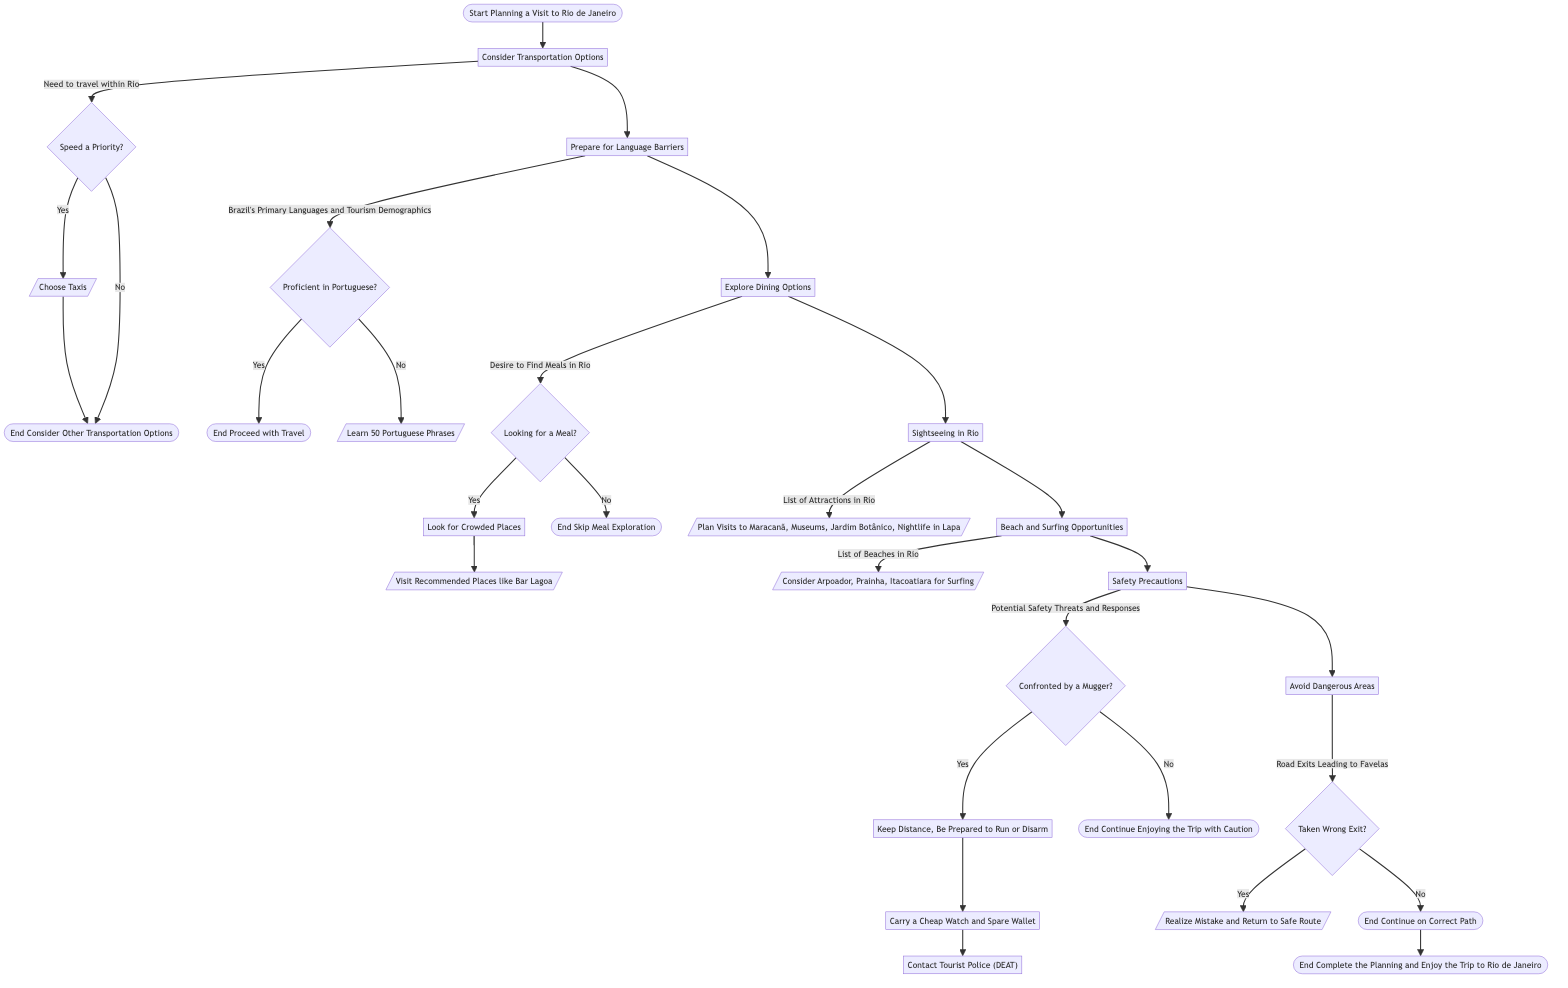 Start Planning a Visit to Rio de Janeiro
Consider Transportation Options
Need to travel within Rio
Speed a Priority?
Prepare for Language Barriers
Yes
Brazil's Primary Languages and Tourism Demographics
Choose Taxis
No
Proficient in Portuguese?
Explore Dining Options
Yes
No
Desire to Find Meals in Rio
End Consider Other Transportation Options
End Proceed with Travel
Learn 50 Portuguese Phrases
Looking for a Meal?
Sightseeing in Rio
Yes
No
List of Attractions in Rio
Look for Crowded Places
End Skip Meal Exploration
Plan Visits to Maracanã, Museums, Jardim Botânico, Nightlife in Lapa
Beach and Surfing Opportunities
List of Beaches in Rio
Visit Recommended Places like Bar Lagoa
Consider Arpoador, Prainha, Itacoatiara for Surfing
Safety Precautions
Potential Safety Threats and Responses
Confronted by a Mugger?
Avoid Dangerous Areas
Yes
No
Road Exits Leading to Favelas
Keep Distance, Be Prepared to Run or Disarm
End Continue Enjoying the Trip with Caution
Taken Wrong Exit?
Yes
No
Carry a Cheap Watch and Spare Wallet
Realize Mistake and Return to Safe Route
End Continue on Correct Path
Contact Tourist Police (DEAT)
End Complete the Planning and Enjoy the Trip to Rio de Janeiro